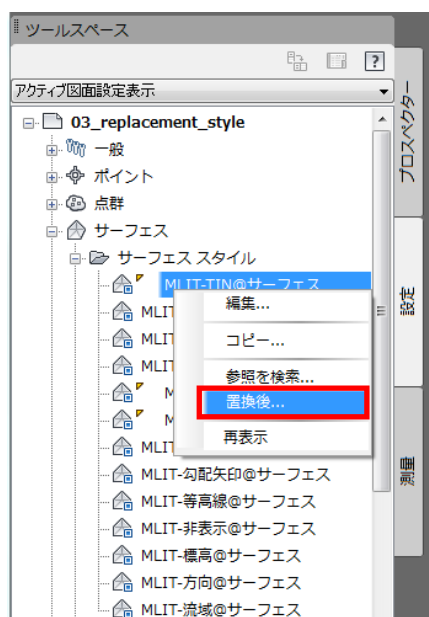 ツールスペース
?
アクティブ図面設定表示
03_replacement_style
一般
ポイント
点群
サーフェス
サーフェス スタイル
MLIT-TIN@サーフェス
編集...
MLIT
コピー...
MLIT
参照を検索...
MLIT
置換後...
M
M
再表示
MLIT
MLIT-勾配矢印@サーフェス
MLIT-等高線@サーフェス
MLIT-非表示@サーフェス
MLIT-標高@サーフェス
MLIT-方向@サーフェス
MLIT-流域@サーフェス
プロスペクター
設定
測量